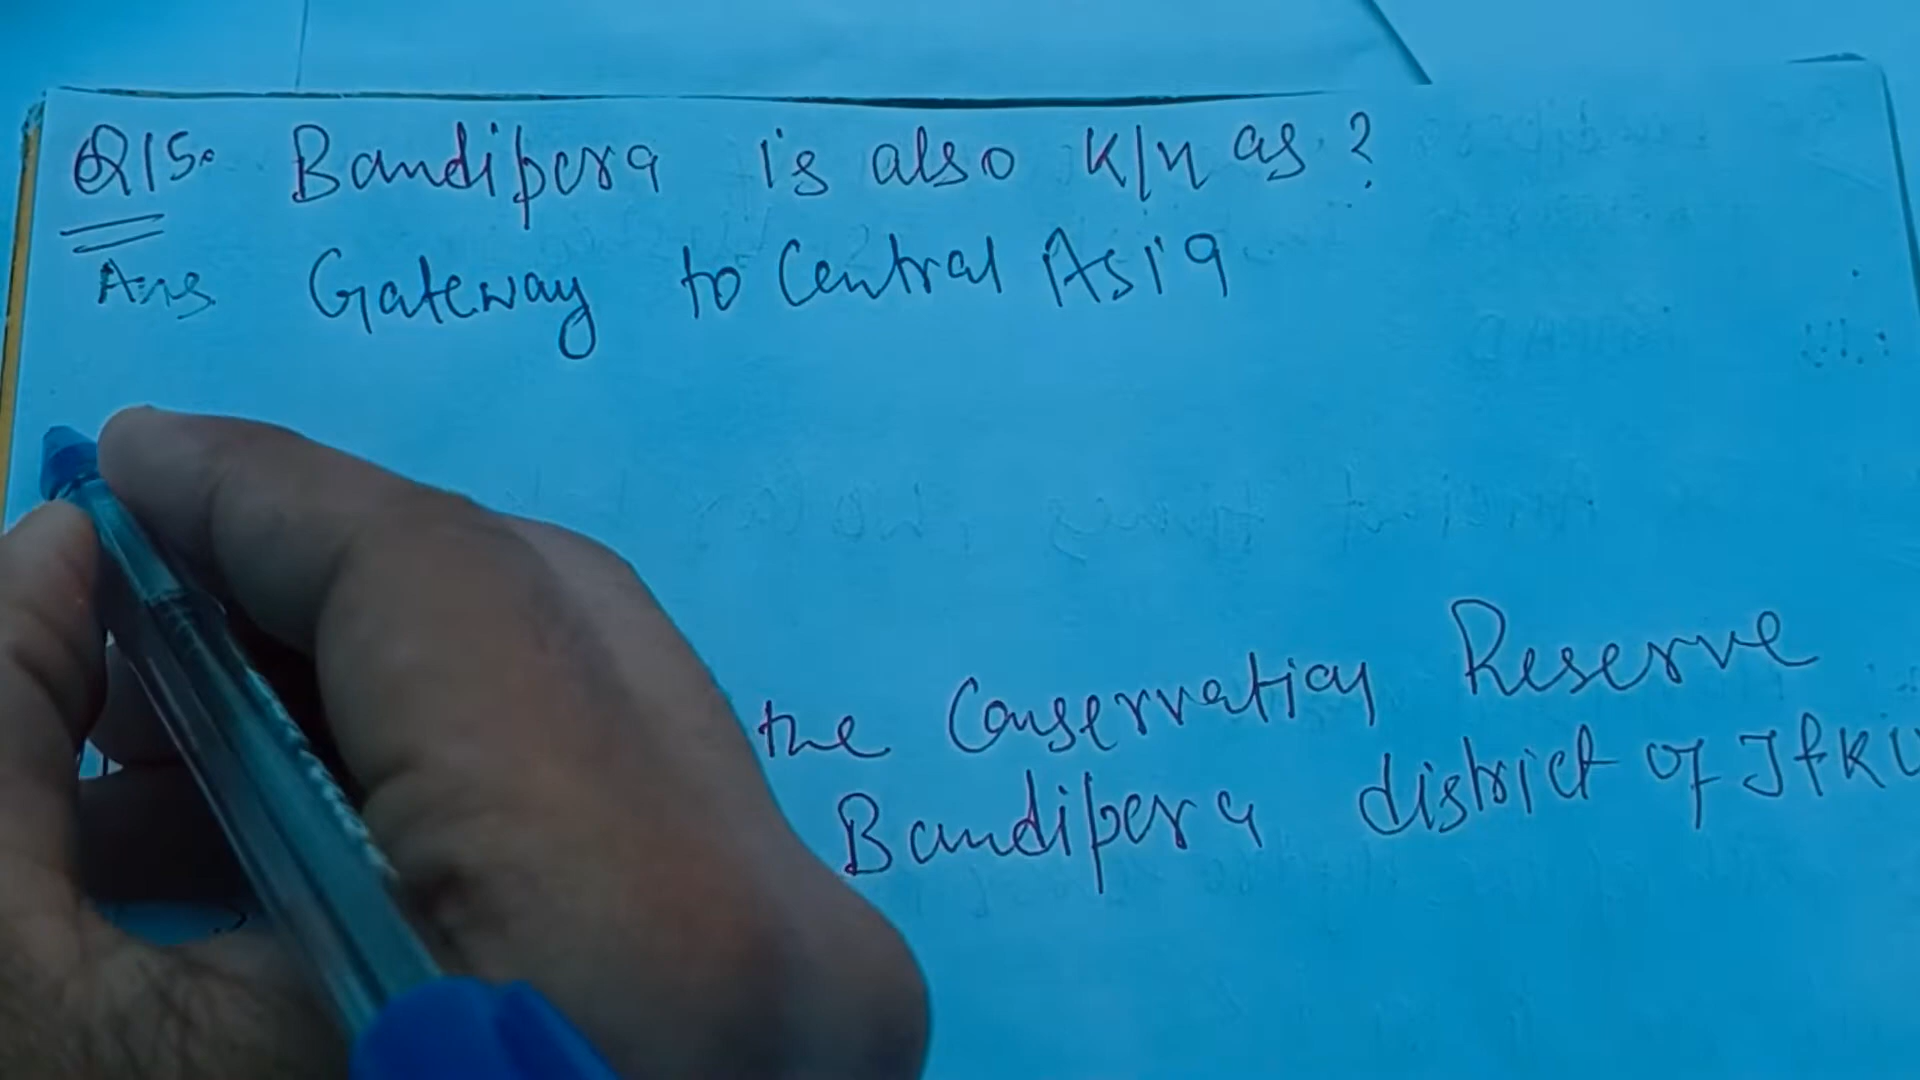 Q15. Bandipora is also K/n as?
Ans Gateway to Central Asia
the Conservation Reserve
Bandipora district of J&K